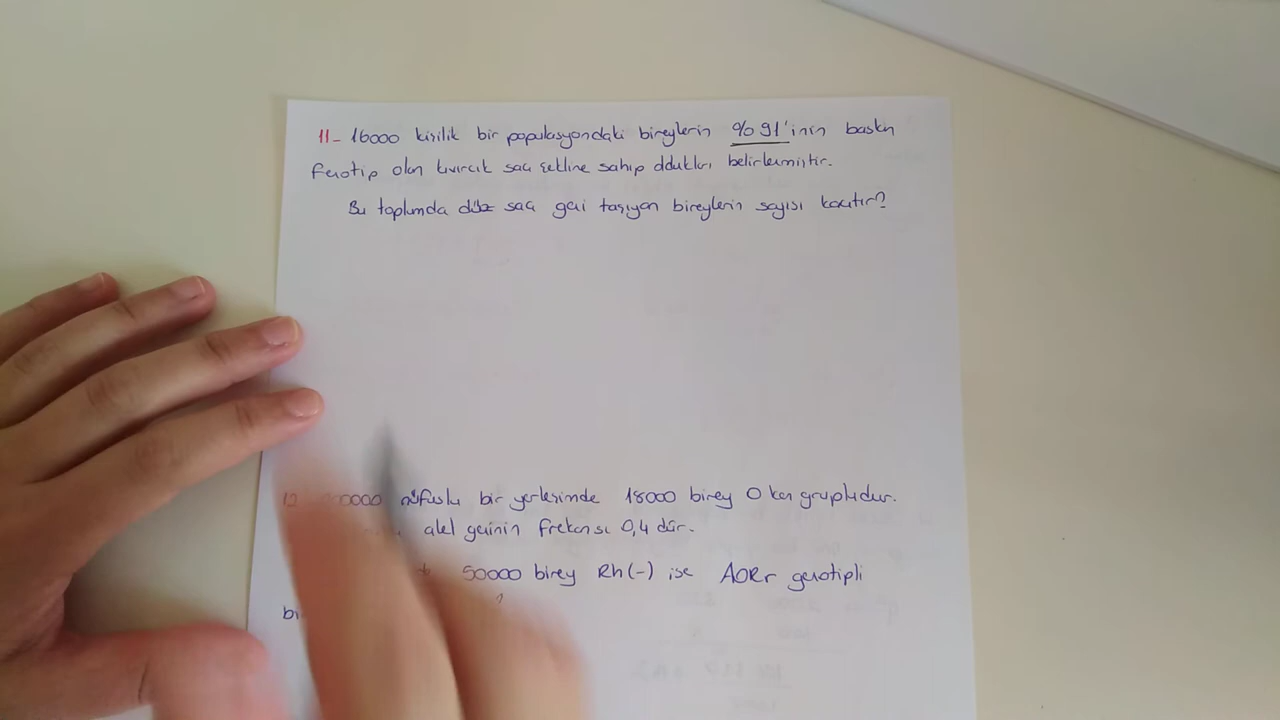 11- 16000 kişilik bir populasyondaki bireylerin %91'inin baskın
fenotip olan kıvırcık saç şekline sahip oldukları belirlenmiştir.
Bu toplumda düz saç geni taşıyan bireylerin sayısı kaçtır?
nüfuslu bir yerleşimde 18000 birey 0 kan grupludur.
alel geninin frekansı 0,4 dür.
50000 birey Rh(-) ise AORr genotipli